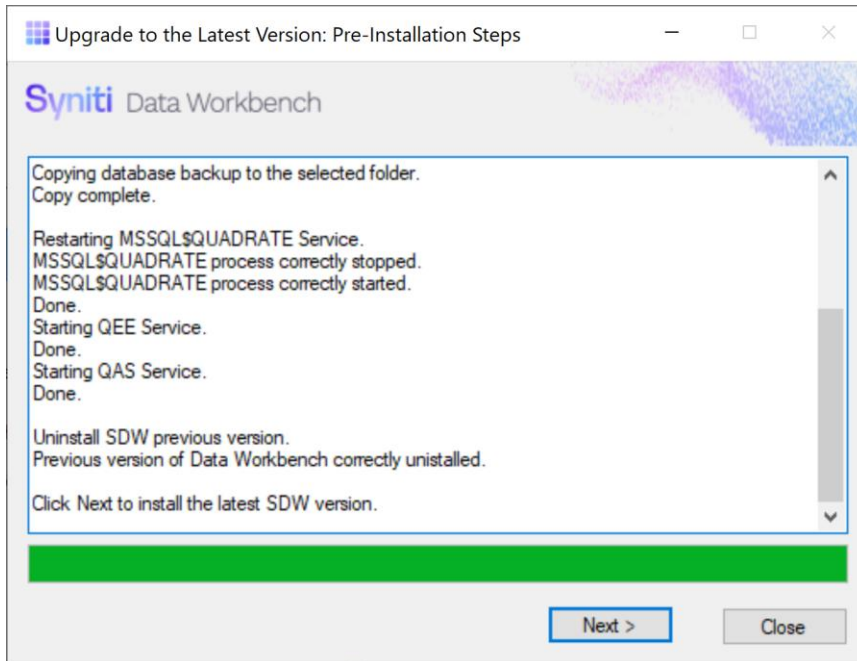 Upgrade to the Latest Version: Pre-Installation Steps
Syniti Data Workbench
Copying database backup to the selected folder.
Copy complete.
Restarting MSSQL$QUADRATE Service.
MSSQL$QUADRATE process correctly stopped.
MSSQL$QUADRATE process correctly started.
Done.
Starting QEE Service.
Done.
Starting QAS Service.
Done.
Uninstall SDW previous version.
Previous version of Data Workbench correctly unistalled.
Click Next to install the latest SDW version.
Next >
Close